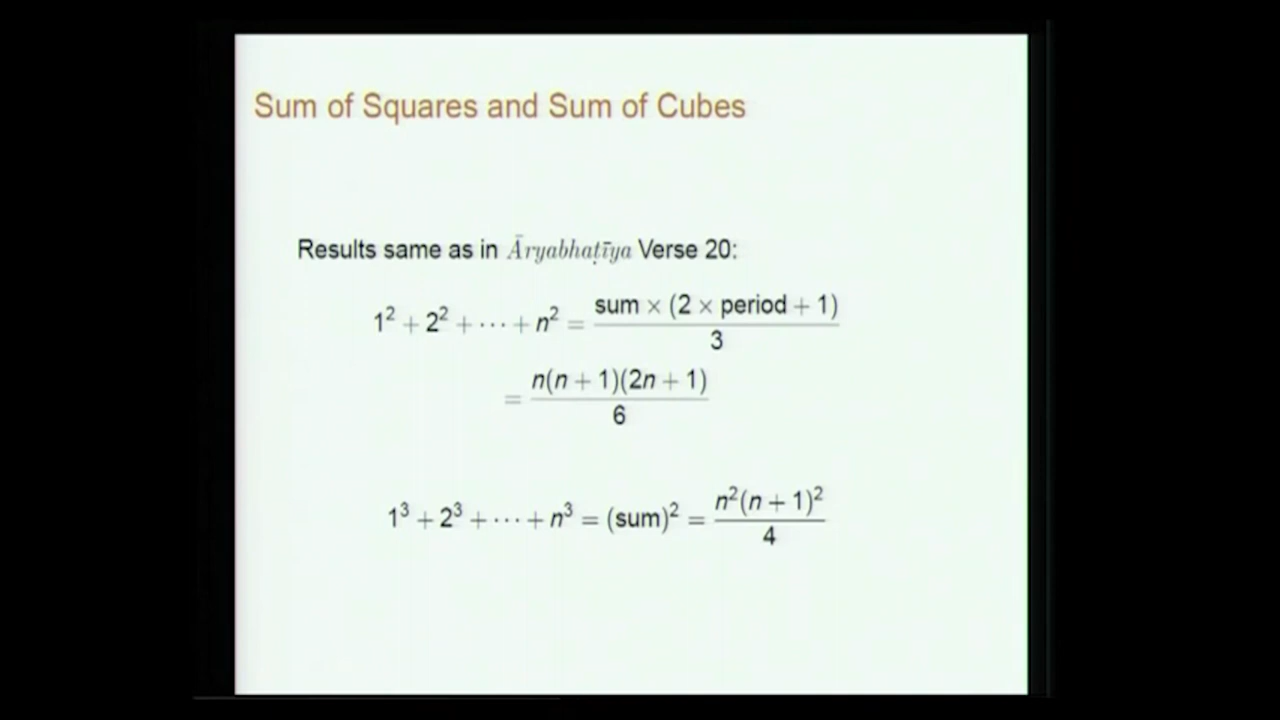 Sum of Squares and Sum of Cubes
Results same as in Āryabhaṭīya Verse 20:
1² + 2² + ⋯ + n² = sum × (2 × period + 1) / 3
= n(n + 1)(2n + 1) / 6
1³ + 2³ + ⋯ + n³ = (sum)² = n²(n + 1)² / 4